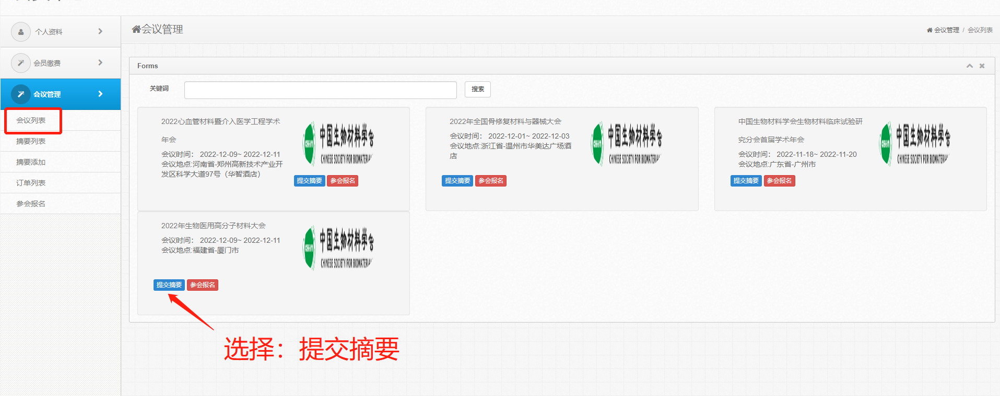 个人资料
会员缴费
会议管理
会议列表
摘要列表
摘要添加
订单列表
参会报名
会议管理
会议管理 / 会议列表
Forms
关键词
搜索
2022心血管材料暨介入医学工程学术
年会
会议时间： 2022-12-09~ 2022-12-11
会议地点:河南省-郑州高新技术产业开
发区科学大道97号（华智酒店）
中国生物材料学会
CHINESE SOCIETY FOR BIOMATERIAL
提交摘要 参会报名
2022年全国骨修复材料与器械大会
会议时间： 2022-12-01~ 2022-12-03
会议地点:浙江省-温州市华美达广场酒
店
中国生物材料学会
CHINESE SOCIETY FOR BIOMATERIAL
提交摘要 参会报名
中国生物材料学会生物材料临床试验研
究分会首届学术年会
会议时间： 2022-11-18~ 2022-11-20
会议地点:广东省-广州市
中国生物材料学会
CHINESE SOCIETY FOR BIOMATERIAL
提交摘要 参会报名
2022年生物医用高分子材料大会
会议时间： 2022-12-09~ 2022-12-11
会议地点:福建省-厦门市
中国生物材料学会
CHINESE SOCIETY FOR BIOMATERIAL
提交摘要 参会报名
选择：提交摘要